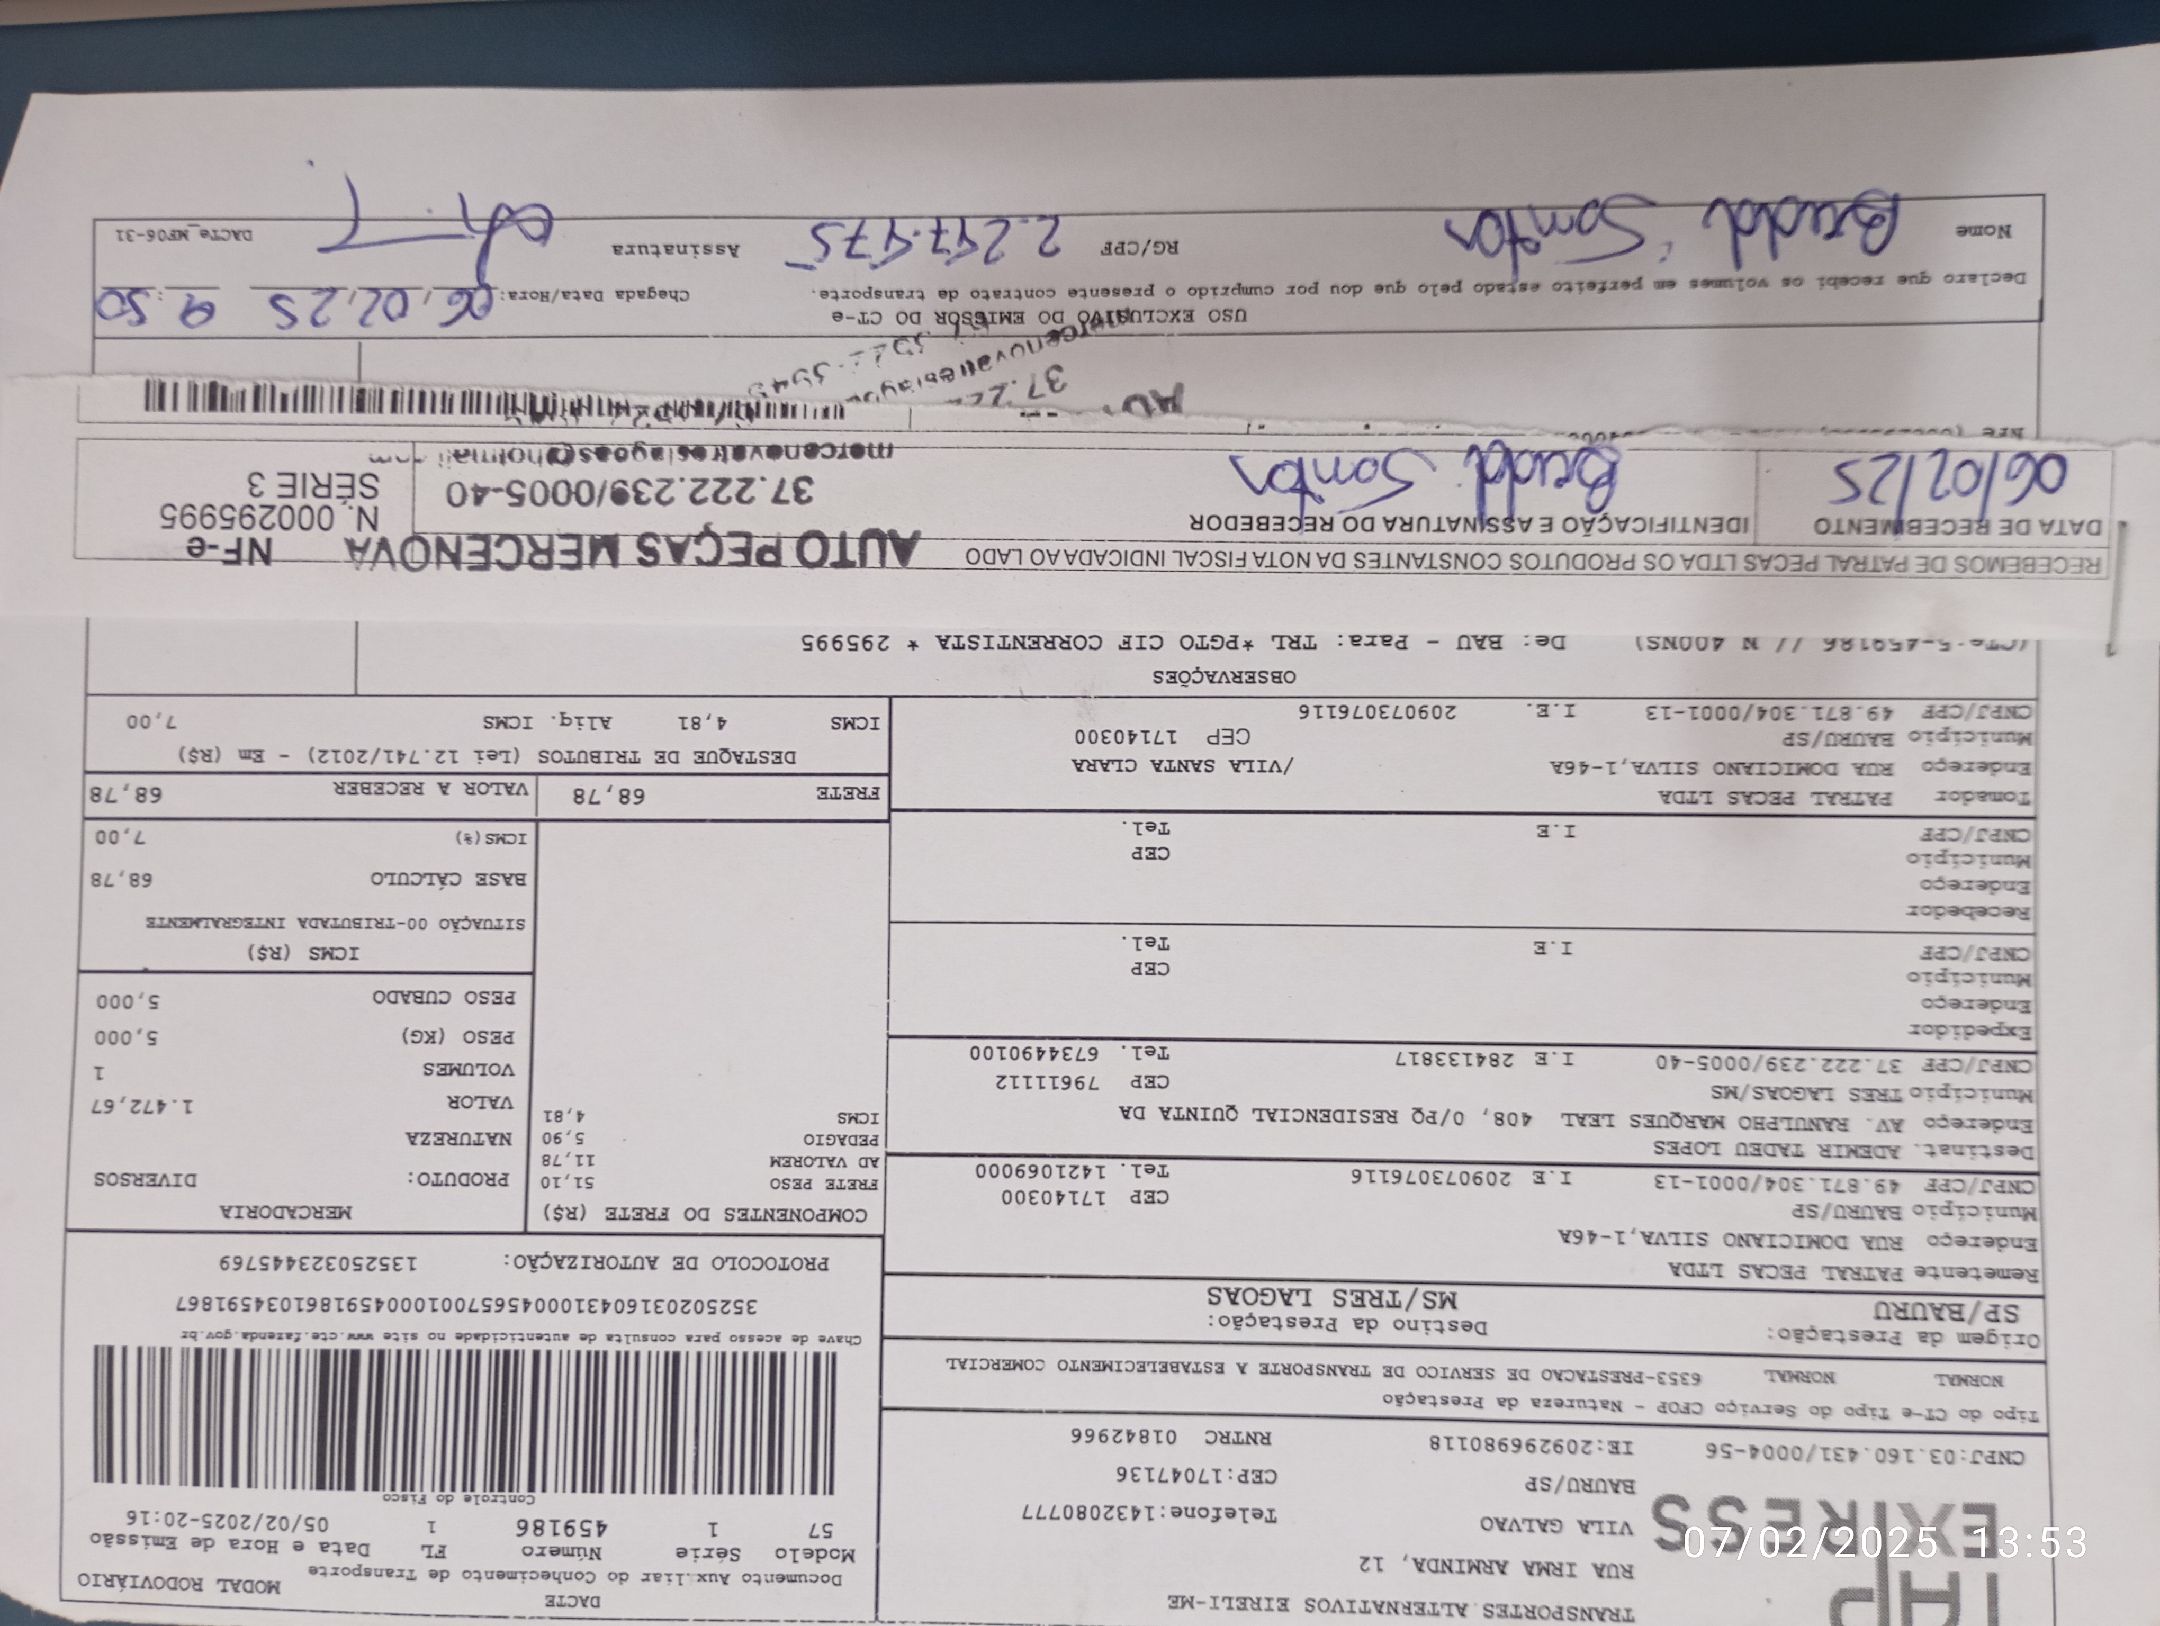 TAP
EXPRESS
TRANSPORTES ALTERNATIVOS EIRELI-ME
RUA IRMA ARMINDA, 12
VILA GALVAO Telefone:1432080777
BAURU/SP CEP:17047136
CNPJ:03.160.431/0004-56 IE:209296980118 RNTRC 01842966
DACTE MODAL RODOVIÁRIO
Documento Auxiliar do Conhecimento de Transporte
Modelo Série Número FL Data e Hora de Emissão
57 1 459186 1 05/02/2025-20:16
Controle do Fisco
Chave de acesso para consulta de autenticidade no site www.cte.fazenda.gov.br
35250203160431000456570010004591861034591867
PROTOCOLO DE AUTORIZAÇÃO: 135250323445769
Tipo do CT-e Tipo do Serviço CFOP - Natureza da Prestação
NORMAL NORMAL 6353-PRESTACAO DE SERVICO DE TRANSPORTE A ESTABELECIMENTO COMERCIAL
Origem da Prestação: Destino da Prestação:
SP/BAURU MS/TRES LAGOAS
Remetente PATRAL PECAS LTDA
Endereço RUA DOMICIANO SILVA,1-46A
Município BAURU/SP CEP 17140300
CNPJ/CPF 49.871.304/0001-13 I.E 209073076116 Tel. 1421069000
Destinat. ADEMIR TADEU LOPES
Endereço AV. RANULPHO MARQUES LEAL 408, 0/PQ RESIDENCIAL QUINTA DA
Município TRES LAGOAS/MS CEP 79611112
CNPJ/CPF 37.222.239/0005-40 I.E 284133817 Tel. 6734490100
Expedidor
Endereço
Município CEP
CNPJ/CPF I.E Tel.
Recebedor
Endereço
Município CEP
CNPJ/CPF I.E Tel.
Tomador PATRAL PECAS LTDA
Endereço RUA DOMICIANO SILVA,1-46A /VILA SANTA CLARA
Município BAURU/SP CEP 17140300
CNPJ/CPF 49.871.304/0001-13 I.E. 209073076116
COMPONENTES DO FRETE (R$)
FRETE PESO 51,10
AD VALOREM 11,78
PEDAGIO 5,90
ICMS 4,81
MERCADORIA
PRODUTO: DIVERSOS
NATUREZA
VALOR 1.472,67
VOLUMES 1
PESO (KG) 5,000
PESO CUBADO 5,000
ICMS (R$)
SITUAÇÃO 00-TRIBUTADA INTEGRALMENTE
BASE CÁLCULO 68,78
ICMS(%) 7,00
FRETE 68,78 VALOR A RECEBER 68,78
DESTAQUE DE TRIBUTOS (Lei 12.741/2012) - Em (R$)
ICMS 4,81 Aliq. ICMS 7,00
OBSERVAÇÕES
(CTe:5-459186 // N 400NS) De: BAU - Para: TRL *PGTO CIF CORRENTISTA * 295995
RECEBEMOS DE PATRAL PECAS LTDA OS PRODUTOS CONSTANTES DA NOTA FISCAL INDICADA AO LADO
DATA DE RECEBIMENTO IDENTIFICAÇÃO E ASSINATURA DO RECEBEDOR
06/02/25
AUTO PEÇAS MERCENOVA
37.222.239/0005-40
NF-e
N. 000295995
SÉRIE 3
USO EXCLUSIVO DO EMISSOR DO CT-e
Declaro que recebi os volumes em perfeito estado pelo que dou por cumprido o presente contrato de transporte.
Chegada Data/Hora: 06,02,25 9:50
Nome RG/CPF 2.297.975 Assinatura
DACTe_MF06-31
07/02/2025 13:53